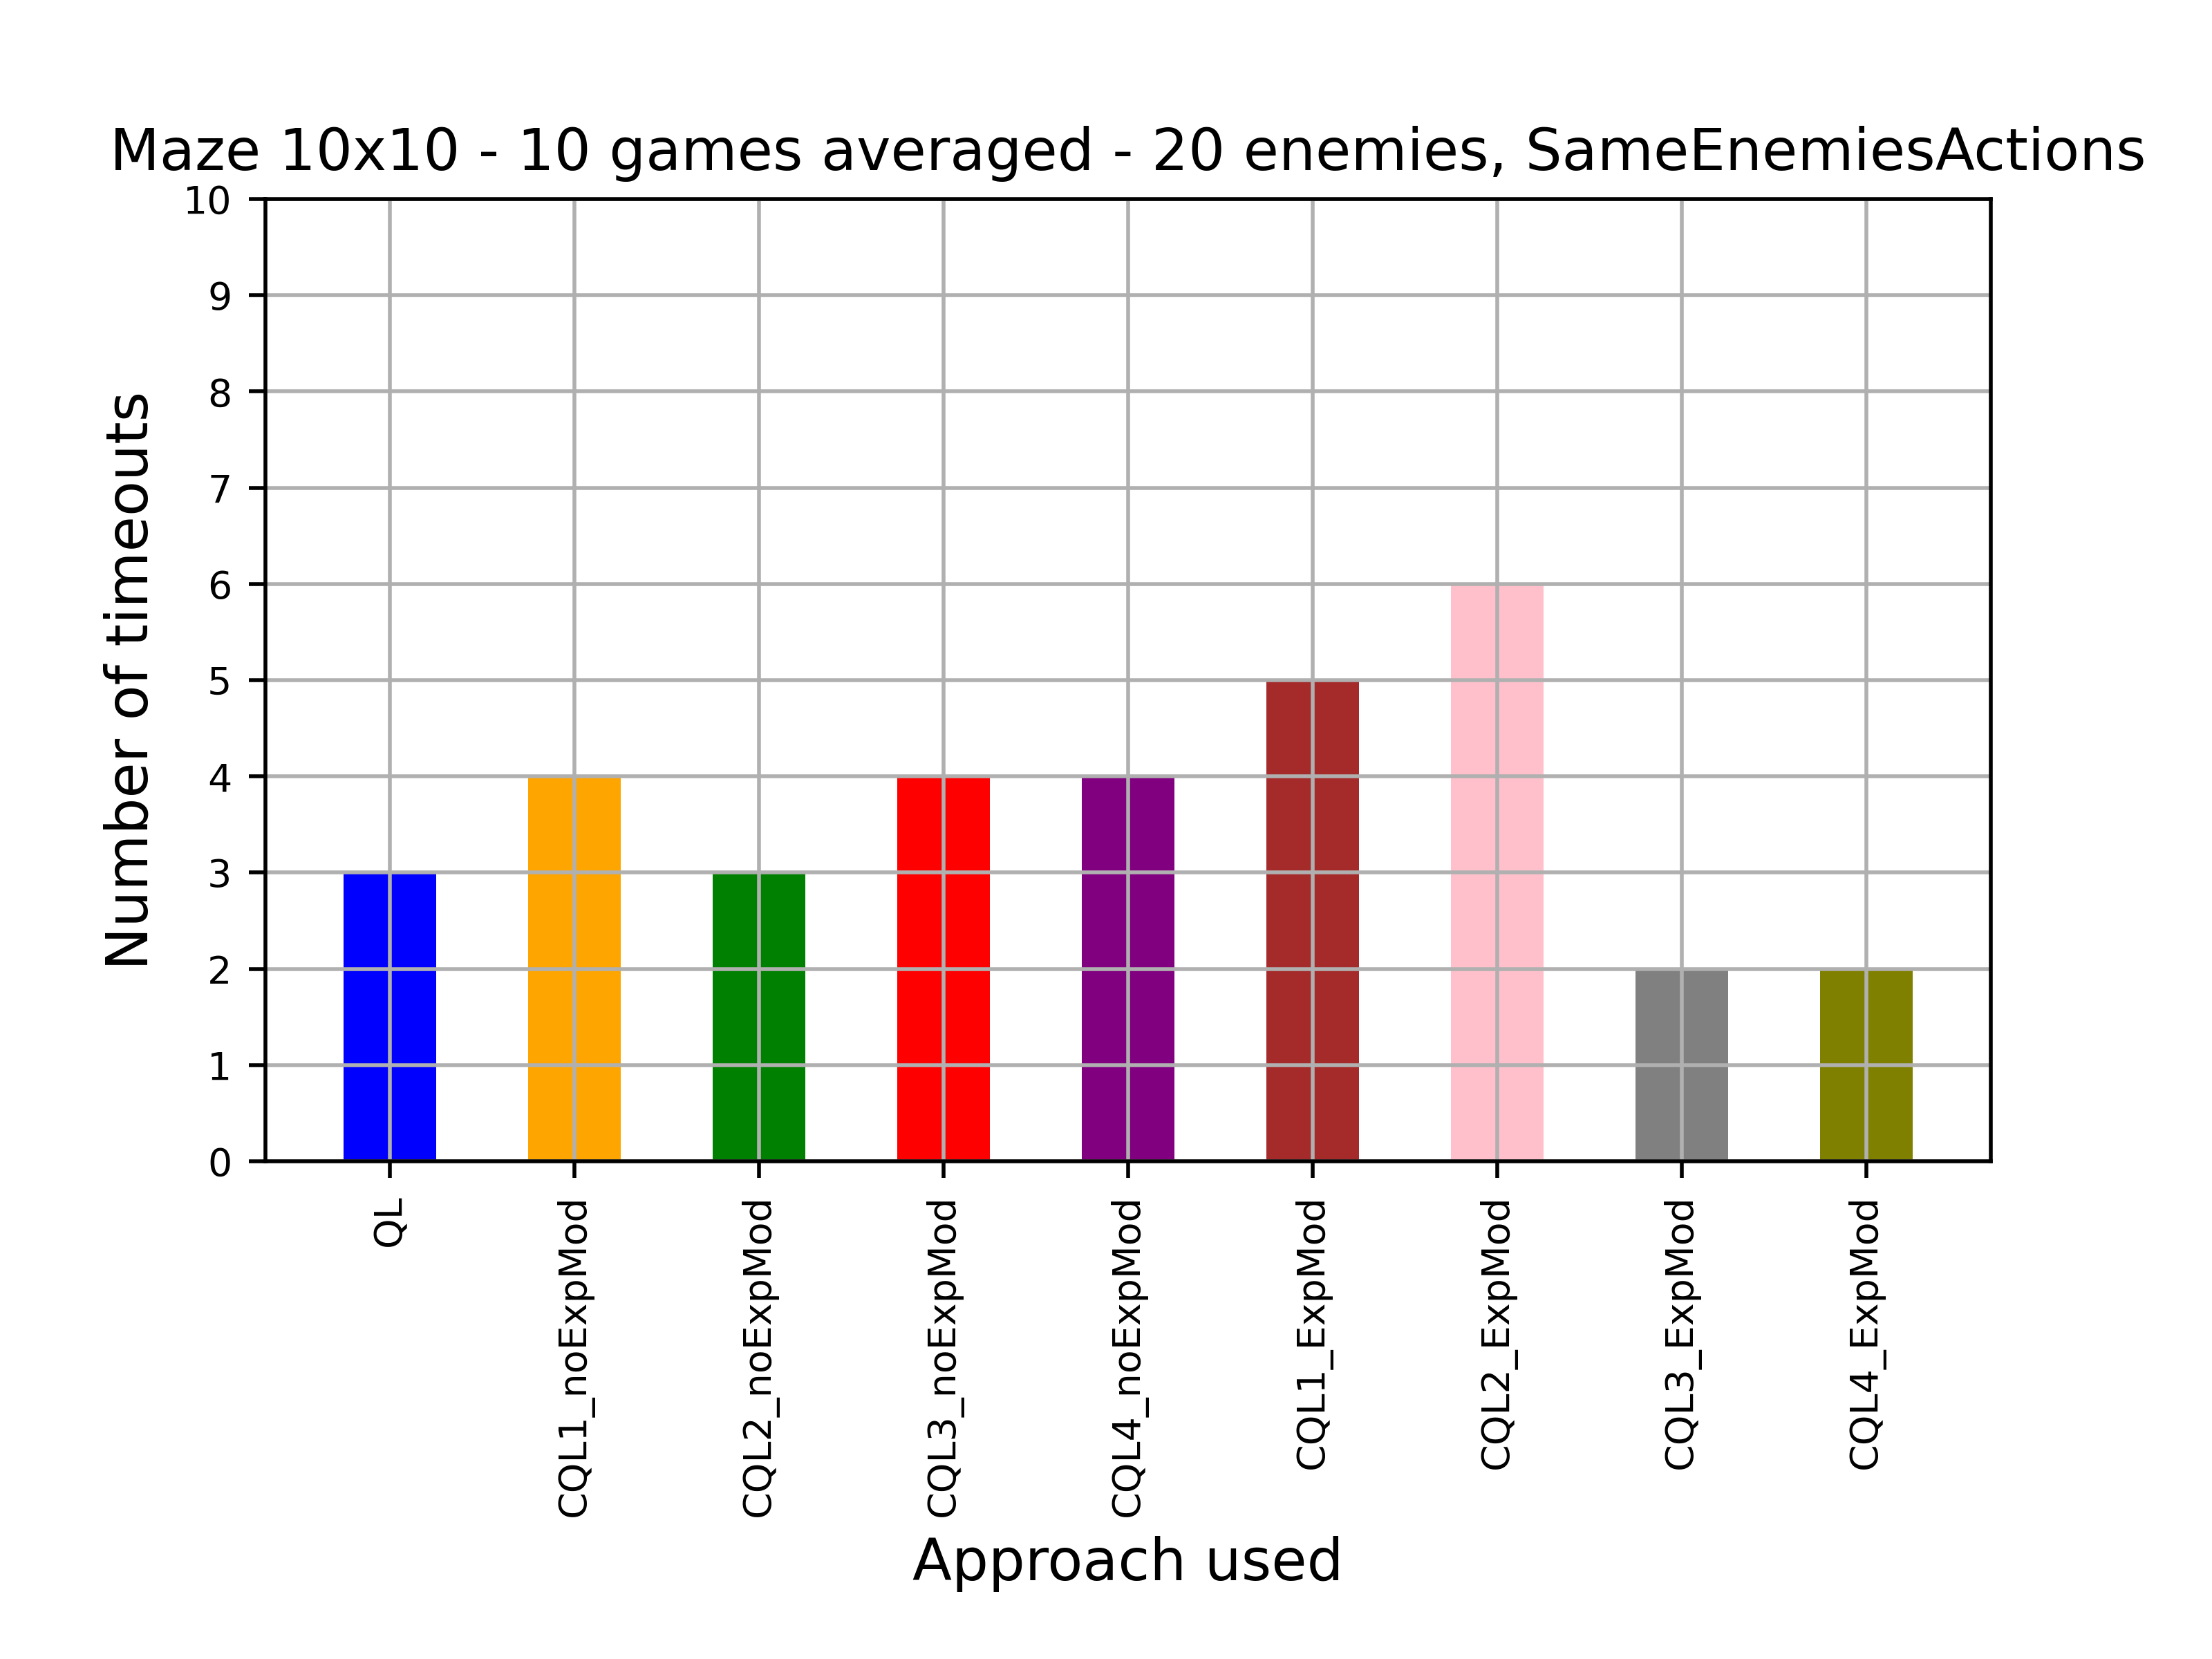 Maze 10x10 - 10 games averaged - 20 enemies, SameEnemiesActions
Number of timeouts
10
9
8
7
6
5
4
3
2
1
0
QL
CQL1_noExpMod
CQL2_noExpMod
CQL3_noExpMod
CQL4_noExpMod
CQL1_ExpMod
CQL2_ExpMod
CQL3_ExpMod
CQL4_ExpMod
Approach used